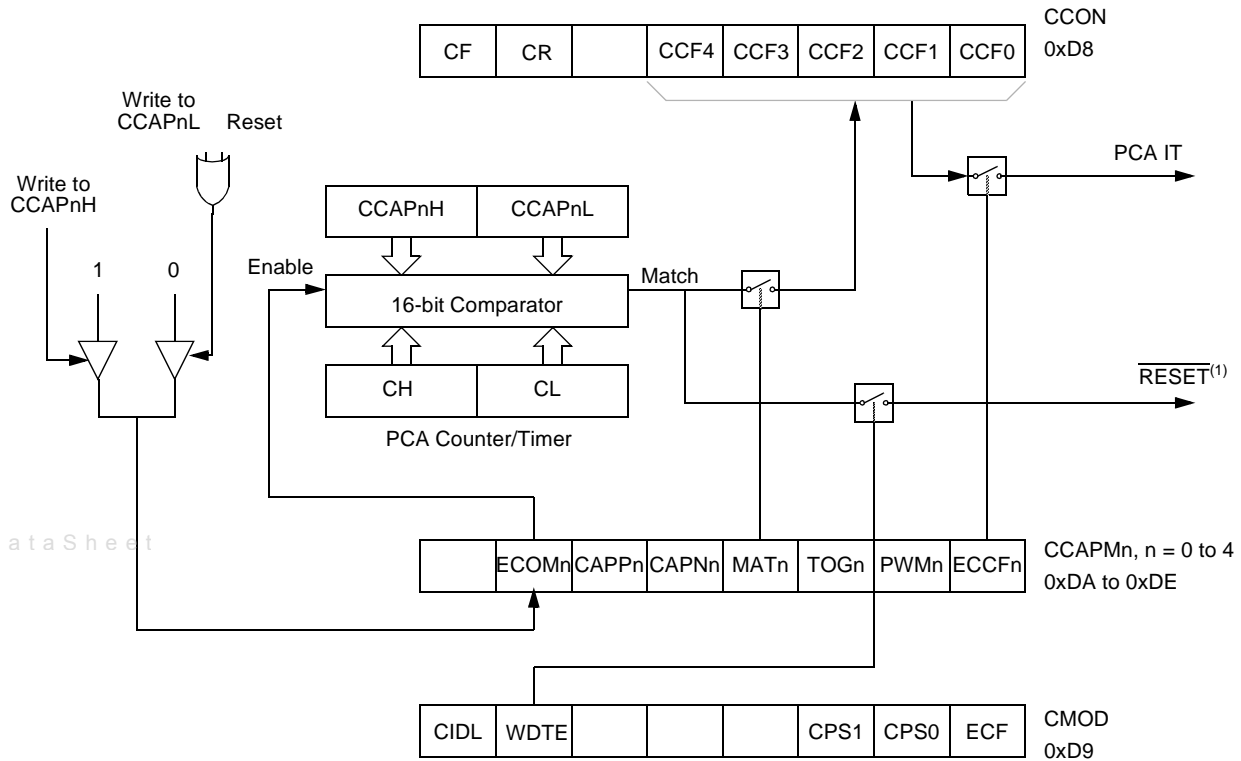 CCON
CF CR CCF4 CCF3 CCF2 CCF1 CCF0 0xD8
Write to
CCAPnL Reset
PCA IT
Write to
CCAPnH
CCAPnH CCAPnL
1 0 Enable Match
16-bit Comparator
RESET(1)
CH CL
PCA Counter/Timer
ataSheet
ECOMn CAPPn CAPNn MATn TOGn PWMn ECCFn CCAPMn, n = 0 to 4
0xDA to 0xDE
CIDL WDTE CPS1 CPS0 ECF CMOD
0xD9